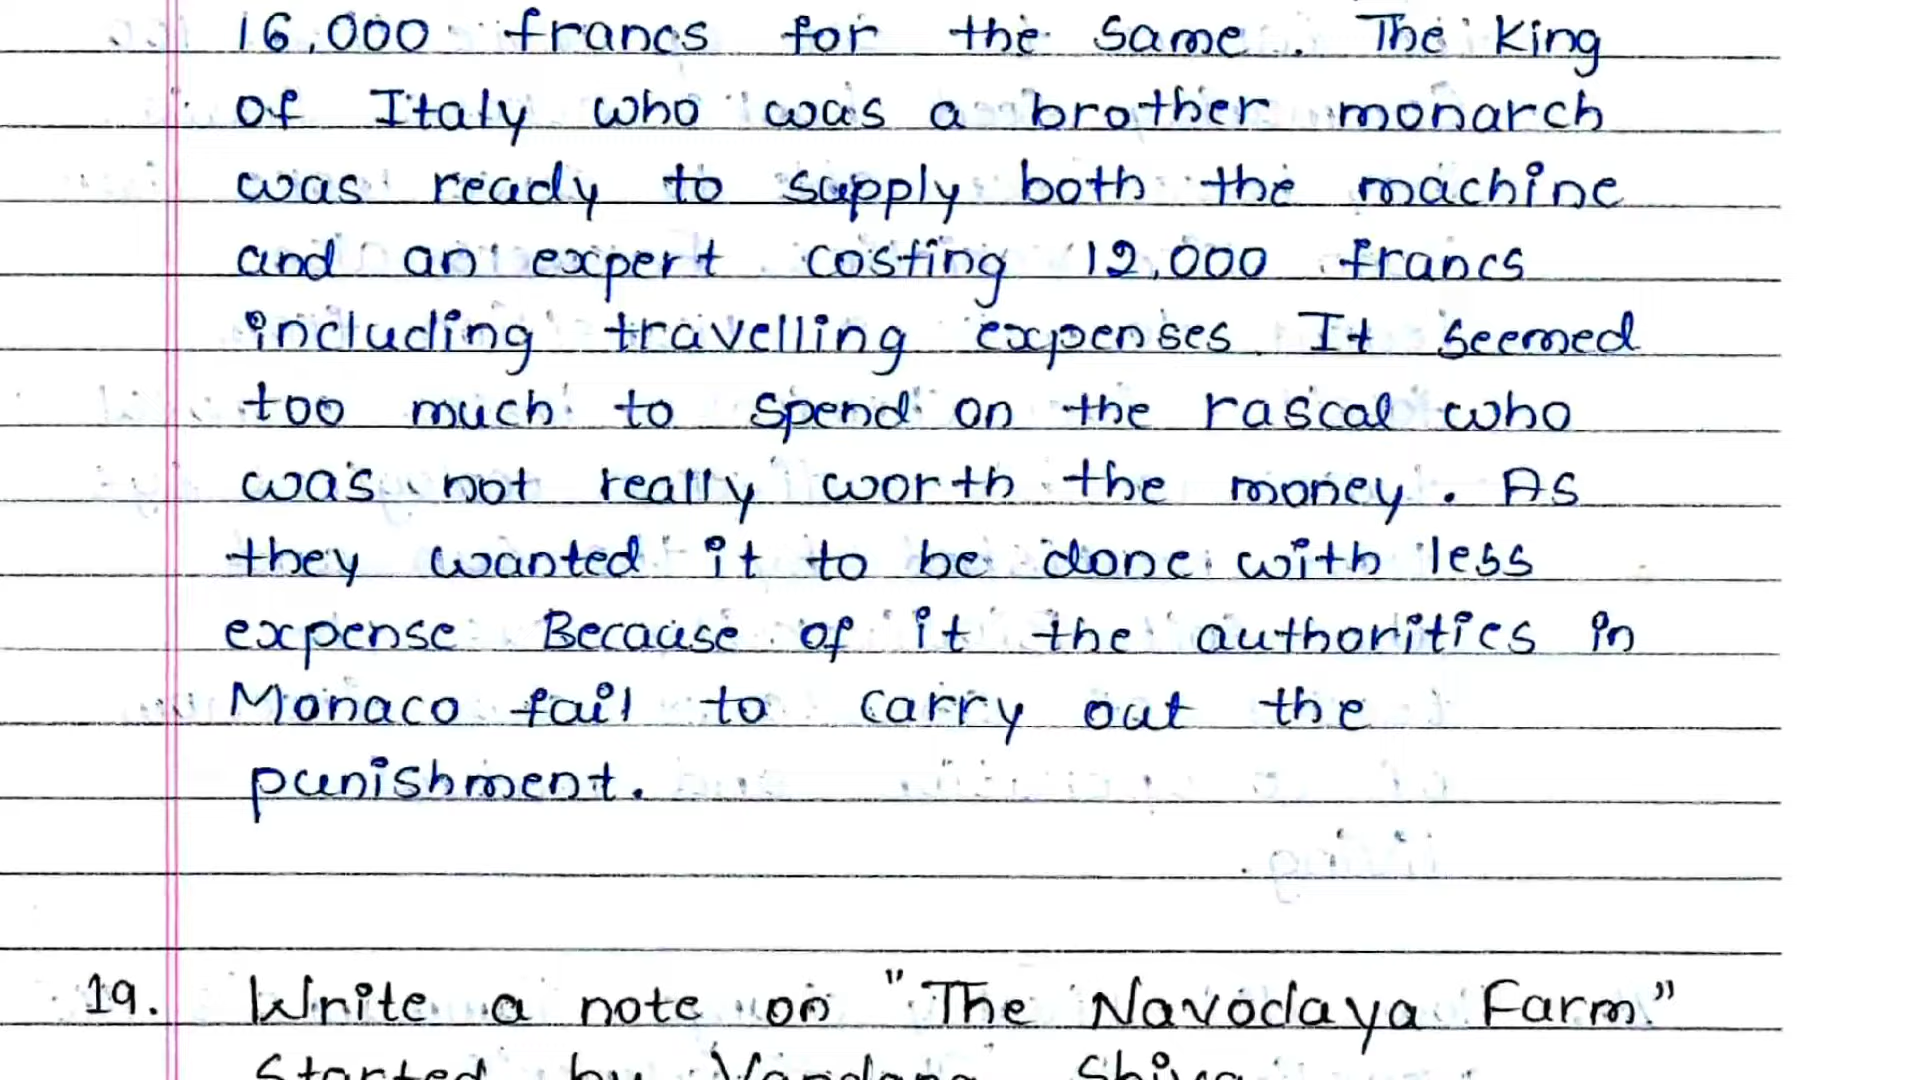 16,000 francs for the same. The King
of Italy who was a brother monarch
was ready to supply both the machine
and an expert costing 12,000 francs
including travelling expenses. It seemed
too much to spend on the rascal who
was not really worth the money. As
they wanted it to be done with less
expense Because of it the authorities in
Monaco fail to carry out the
punishment.
19. Write a note on "The Navodaya Farm"
Started by Vandana Shiva